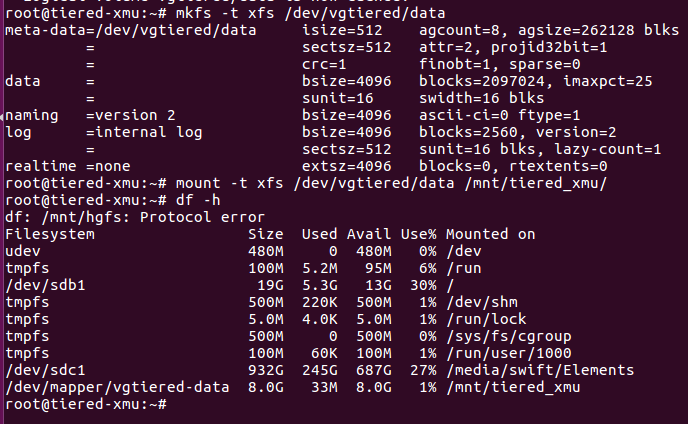 root@tiered-xmu:~# mkfs -t xfs /dev/vgtiered/data
meta-data=/dev/vgtiered/data     isize=512    agcount=8, agsize=262128 blks
         =                       sectsz=512   attr=2, projid32bit=1
         =                       crc=1        finobt=1, sparse=0
data     =                       bsize=4096   blocks=2097024, imaxpct=25
         =                       sunit=16     swidth=16 blks
naming   =version 2              bsize=4096   ascii-ci=0 ftype=1
log      =internal log           bsize=4096   blocks=2560, version=2
         =                       sectsz=512   sunit=16 blks, lazy-count=1
realtime =none                   extsz=4096   blocks=0, rtextents=0
root@tiered-xmu:~# mount -t xfs /dev/vgtiered/data /mnt/tiered_xmu/
root@tiered-xmu:~# df -h
df: /mnt/hgfs: Protocol error
Filesystem                 Size  Used Avail Use% Mounted on
udev                       480M     0  480M   0% /dev
tmpfs                      100M  5.2M   95M   6% /run
/dev/sdb1                   19G  5.3G   13G  30% /
tmpfs                      500M  220K  500M   1% /dev/shm
tmpfs                      5.0M  4.0K  5.0M   1% /run/lock
tmpfs                      500M     0  500M   0% /sys/fs/cgroup
tmpfs                      100M   60K  100M   1% /run/user/1000
/dev/sdc1                  932G  245G  687G  27% /media/swift/Elements
/dev/mapper/vgtiered-data  8.0G   33M  8.0G   1% /mnt/tiered_xmu
root@tiered-xmu:~#